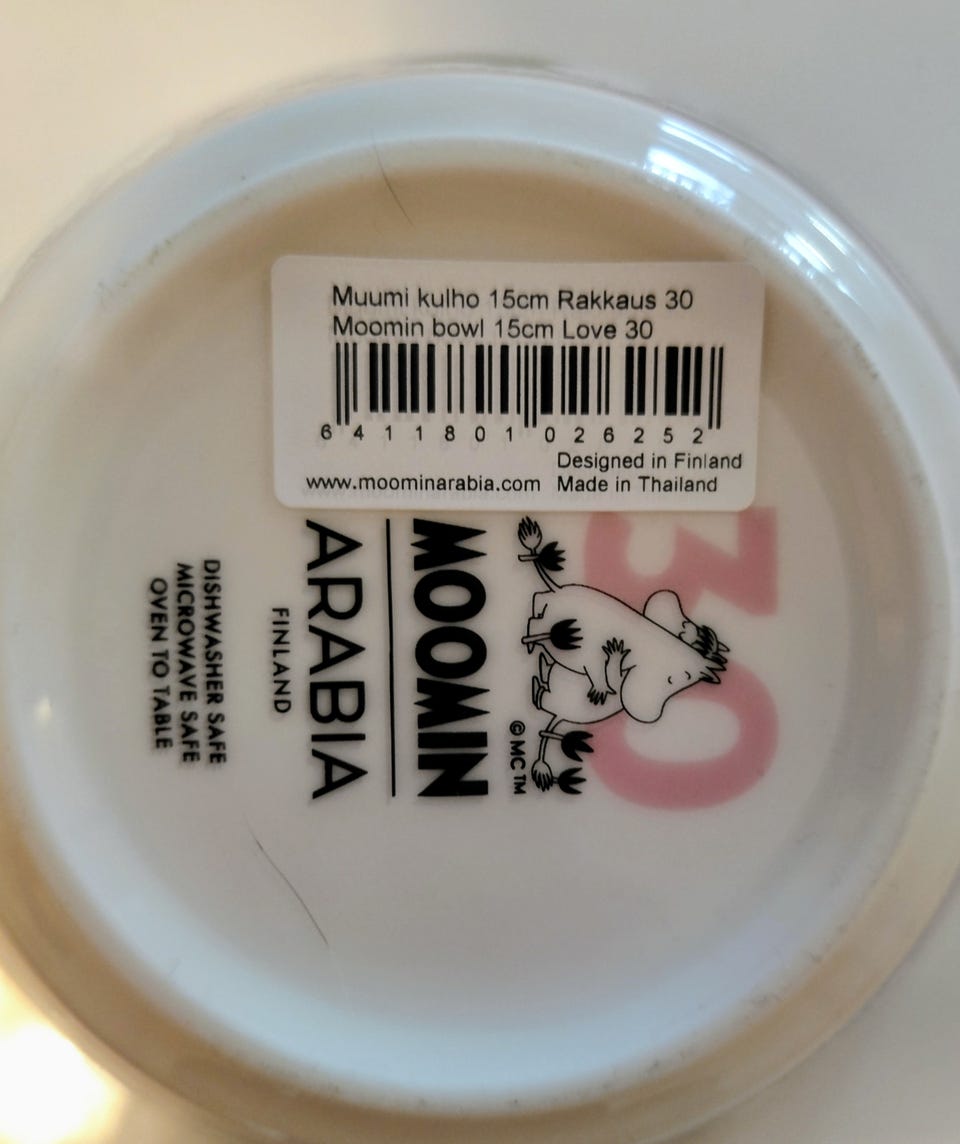 Muumi kulho 15cm Rakkaus 30
Moomin bowl 15cm Love 30
6 411801 026252
Designed in Finland
www.moominarabia.com Made in Thailand
30
© MC TM
MOOMIN
ARABIA
FINLAND
DISHWASHER SAFE
MICROWAVE SAFE
OVEN TO TABLE